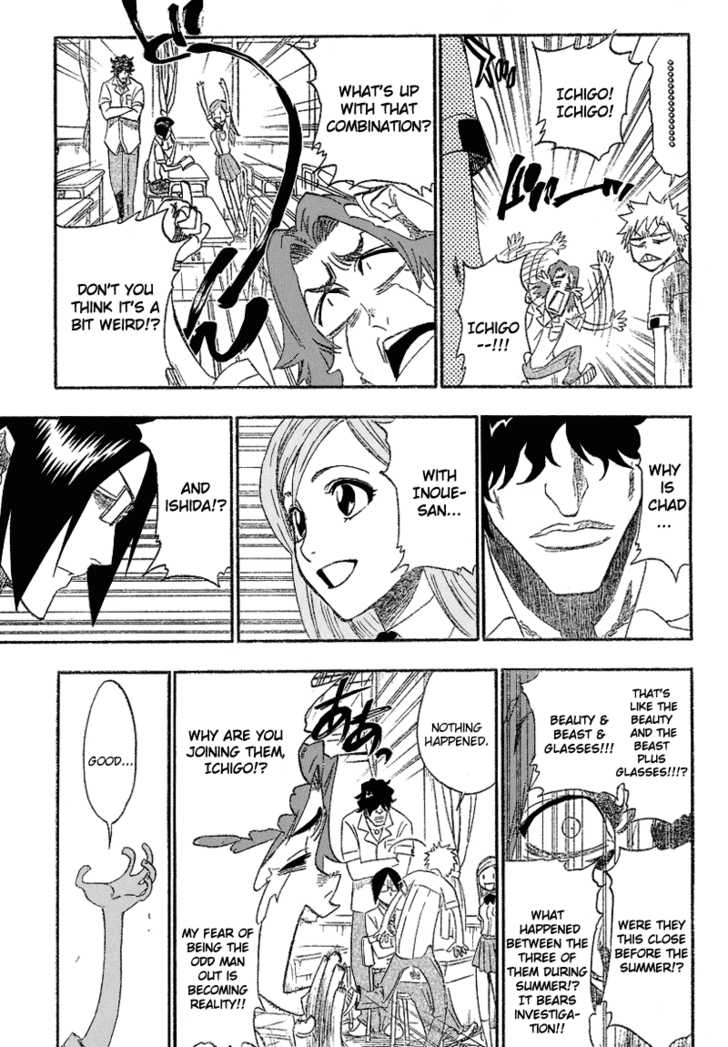 ICHIGO!
ICHIGO!
ICHIGO
--!!!
WHAT'S UP
WITH THAT
COMBINATION?
DON'T YOU
THINK IT'S A
BIT WEIRD!?
WHY
IS
CHAD
...
WITH
INOUE-
SAN...
AND
ISHIDA!?
THAT'S
LIKE THE
BEAUTY
AND THE
BEAST
PLUS
GLASSES!!!?
BEAUTY &
BEAST &
GLASSES!!!
WERE THEY
THIS CLOSE
BEFORE THE
SUMMER!?
WHAT
HAPPENED
BETWEEN THE
THREE OF
THEM DURING
SUMMER!?
IT BEARS
INVESTIGA-
TION!!
NOTHING
HAPPENED.
ああっ
WHY ARE YOU
JOINING THEM,
ICHIGO!?
MY FEAR OF
BEING THE
ODD MAN
OUT IS
BECOMING
REALITY!!
GOOD...